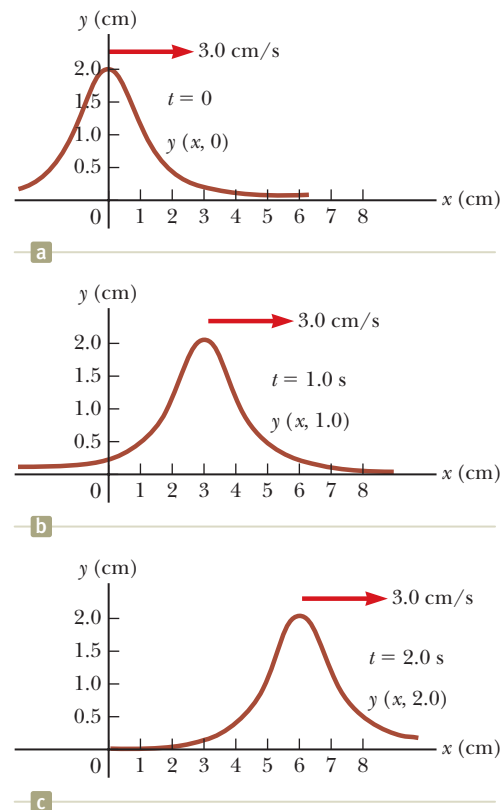 y (cm)
3.0 cm/s
2.0
t = 0
1.5
1.0
y (x, 0)
0.5
x (cm)
0 1 2 3 4 5 6 7 8
a
y (cm)
3.0 cm/s
2.0
1.5
t = 1.0 s
1.0
y (x, 1.0)
0.5
x (cm)
0 1 2 3 4 5 6 7 8
b
y (cm)
3.0 cm/s
2.0
1.5
t = 2.0 s
1.0
y (x, 2.0)
0.5
x (cm)
0 1 2 3 4 5 6 7 8
c